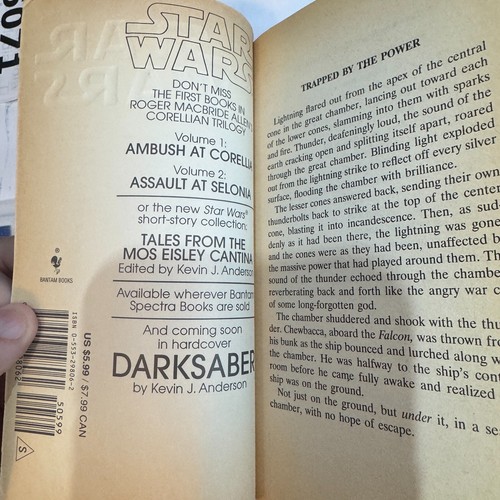 6071
STAR
WARS
DON'T MISS
THE FIRST BOOKS IN
ROGER MACBRIDE ALLEN
CORELLIAN TRILOGY
Volume 1:
AMBUSH AT CORELLIA
Volume 2:
ASSAULT AT SELONIA
or the new Star Wars®
short-story collection:
TALES FROM THE
MOS EISLEY CANTINA
Edited by Kevin J. Anderson
Available wherever Bantam
Spectra Books are sold
And coming soon
in hardcover
DARKSABER
by Kevin J. Anderson
®
BANTAM BOOKS
ISBN 0-553-29806-2
US $5.99 / $7.99 CAN
50599
S
TRAPPED BY THE POWER
Lightning flared out from the apex of the central
cone in the great chamber, lancing out toward each
of the lower cones, slamming into them with sparks
and fire. Thunder, deafeningly loud, the sound of the
earth cracking open and splitting itself apart, roared
through the great chamber. Blinding light exploded
out from the lightning strike to reflect off every silver
surface, flooding the chamber with brilliance.
The lesser cones answered back, sending their own
thunderbolts back to strike at the top of the center
cone, blasting it into incandescence. Then, as sud-
denly as it had been there, the lightning was gone
and the cones were as they had been, unaffected b
the massive power that had played around them. Th
sound of the thunder echoed through the chambe
reverberating back and forth like the angry war c
of some long-forgotten god.
The chamber shuddered and shook with the thu
der. Chewbacca, aboard the Falcon, was thrown fro
his bunk as the ship bounced and lurched along w
the chamber. He was halfway to the ship's cont
room before he came fully awake and realized
ship was on the ground.
Not just on the ground, but under it, in a se
chamber, with no hope of escape.